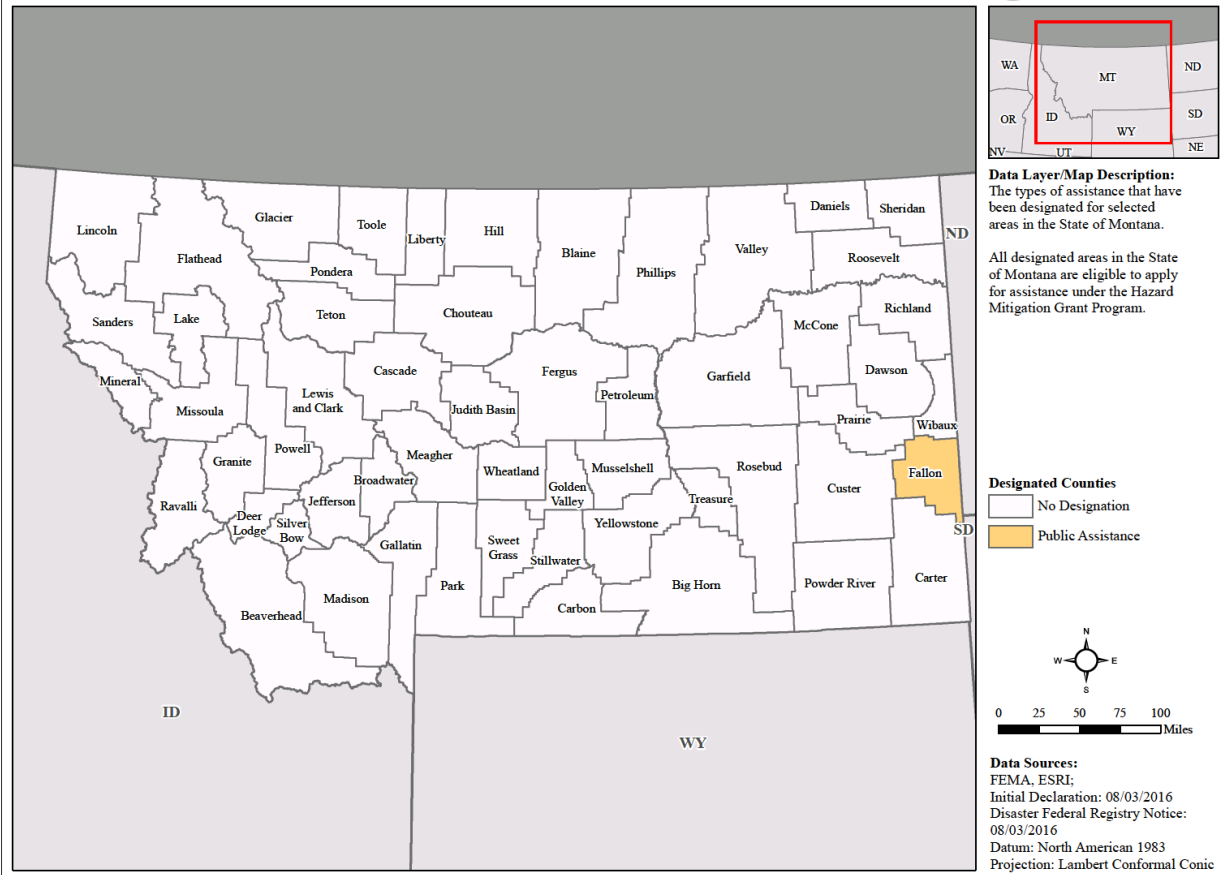 WA
MT
ND
OR
ID
SD
WY
NV
UT
NE
Data Layer/Map Description:
The types of assistance that have
been designated for selected
areas in the State of Montana.
All designated areas in the State
of Montana are eligible to apply
for assistance under the Hazard
Mitigation Grant Program.
Designated Counties
No Designation
Public Assistance
N
W
E
S
0 25 50 75 100
Miles
Data Sources:
FEMA, ESRI;
Initial Declaration: 08/03/2016
Disaster Federal Registry Notice:
08/03/2016
Datum: North American 1983
Projection: Lambert Conformal Conic
Lincoln
Flathead
Glacier
Toole
Liberty
Hill
Blaine
Phillips
Valley
Daniels
Sheridan
ND
Roosevelt
Pondera
Teton
Chouteau
Sanders
Lake
McCone
Richland
Mineral
Missoula
Lewis
and Clark
Cascade
Judith Basin
Fergus
Petroleum
Garfield
Dawson
Prairie
Wibaux
Granite
Powell
Meagher
Wheatland
Golden
Valley
Musselshell
Rosebud
Treasure
Custer
Fallon
Ravalli
Deer
Lodge
Silver
Bow
Jefferson
Broadwater
Gallatin
Sweet
Grass
Stillwater
Yellowstone
SD
Beaverhead
Madison
Park
Carbon
Big Horn
Powder River
Carter
ID
WY